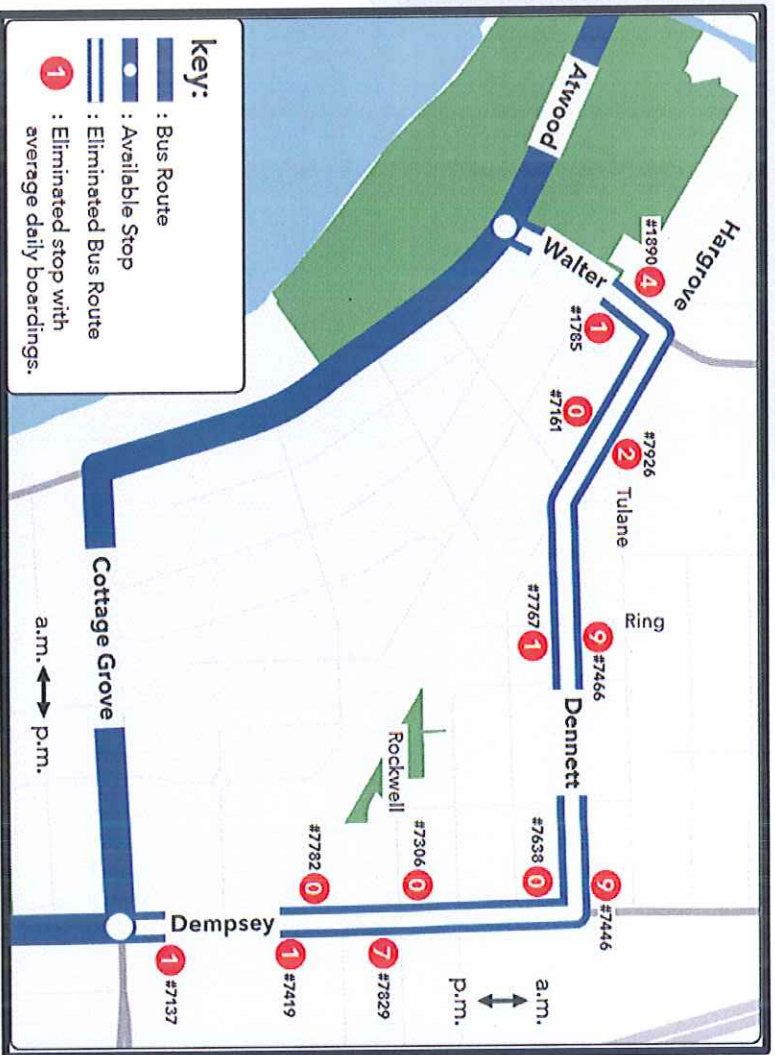 Hargrove
Atwood
#1890
4
Walter
1
#1785
0
#7161
2
#7926
Tulane
Ring
9
#7466
#7767
1
Dennett
Rockwell
#7638
0
9
#7446
#7306
0
#7782
0
7
#7829
1
#7419
Dempsey
1
#7137
a.m.
p.m.
Cottage Grove
a.m.
p.m.
key:
: Bus Route
: Available Stop
: Eliminated Bus Route
1 : Eliminated stop with
average daily boardings.